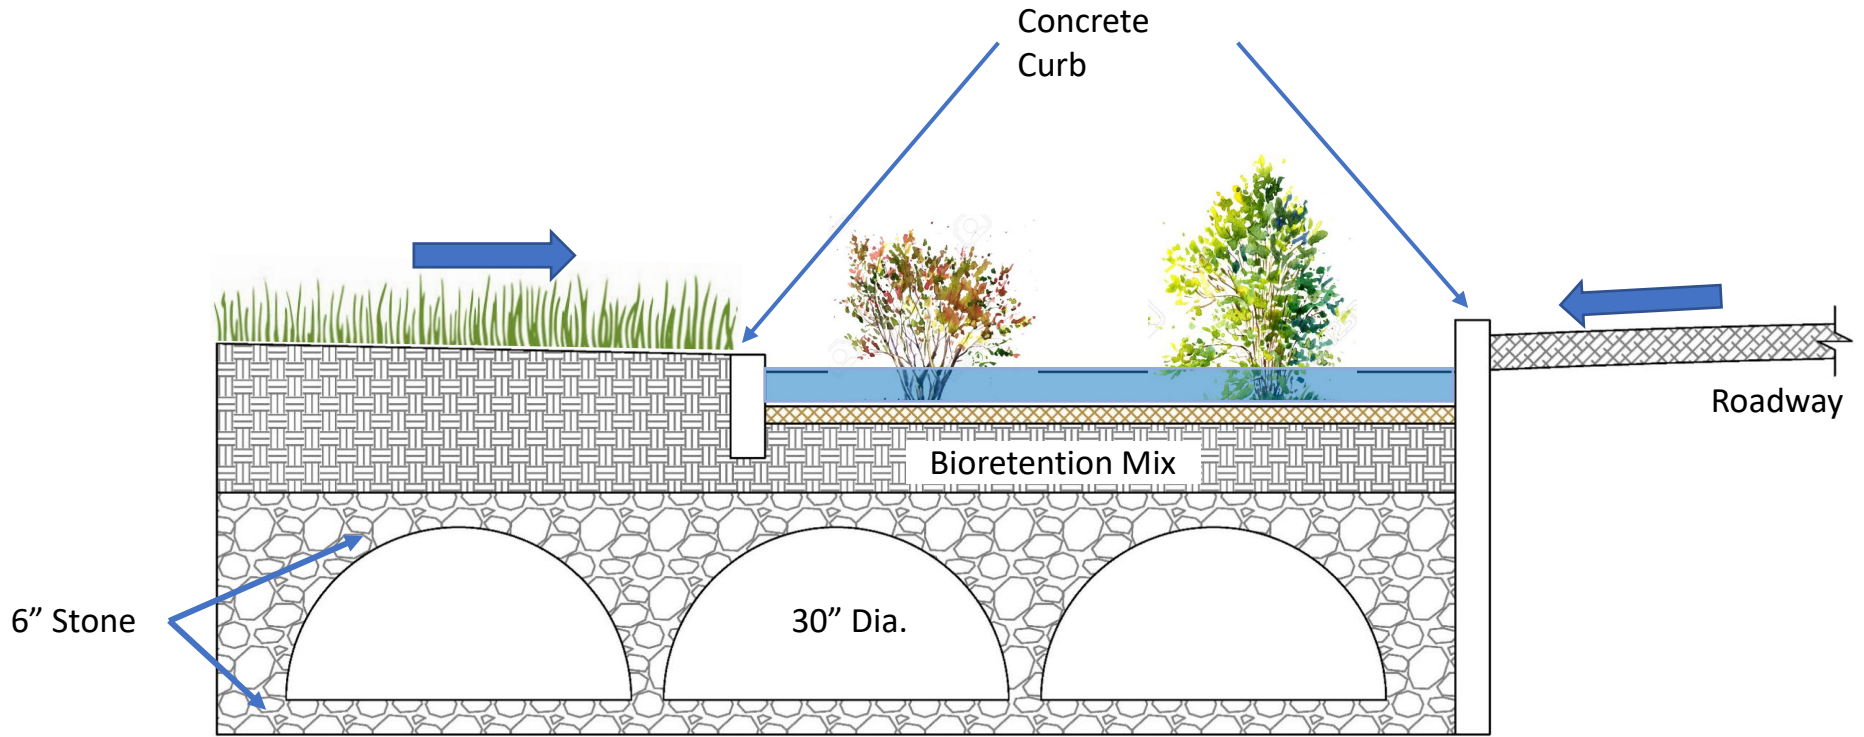 Concrete
Curb
Roadway
Bioretention Mix
6” Stone
30” Dia.